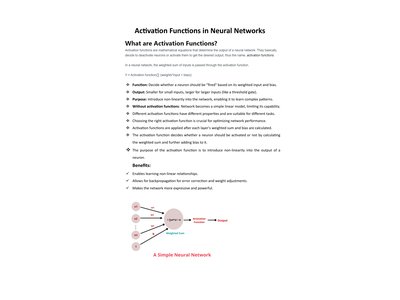 Activation Functions in Neural Networks
What are Activation Functions?
Activation functions are mathematical equations that determine the output of a neural network. They basically
decide to deactivate neurons or activate them to get the desired output, thus the name, activation functions.
In a neural network, the weighted sum of inputs is passed through the activation function.
Y = Activation function(∑ (weights*input + bias))
❖ Function: Decide whether a neuron should be "fired" based on its weighted input and bias.
❖ Output: Smaller for small inputs, larger for larger inputs (like a threshold gate).
❖ Purpose: Introduce non-linearity into the network, enabling it to learn complex patterns.
❖ Without activation functions: Network becomes a simple linear model, limiting its capability.
❖ Different activation functions have different properties and are suitable for different tasks.
❖ Choosing the right activation function is crucial for optimizing network performance.
❖ Activation functions are applied after each layer's weighted sum and bias are calculated.
❖ The activation function decides whether a neuron should be activated or not by calculating
the weighted sum and further adding bias to it.
❖ The purpose of the activation function is to introduce non-linearity into the output of a
neuron.
Benefits:
✓ Enables learning non-linear relationships.
✓ Allows for backpropagation for error correction and weight adjustments.
✓ Makes the network more expressive and powerful.
Activation
Function
Output
Weighted Sum
A Simple Neural Network